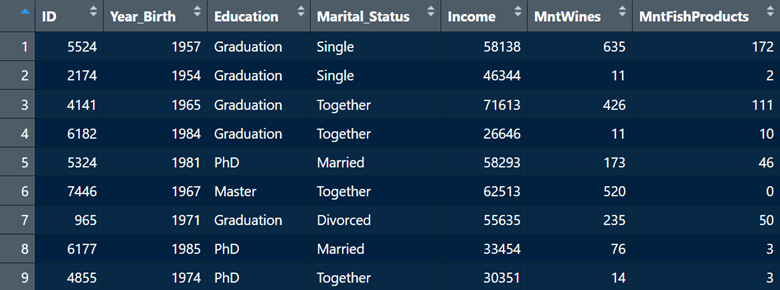 ID Year_Birth Education Marital_Status Income MntWines MntFishProducts
1 5524 1957 Graduation Single 58138 635 172
2 2174 1954 Graduation Single 46344 11 2
3 4141 1965 Graduation Together 71613 426 111
4 6182 1984 Graduation Together 26646 11 10
5 5324 1981 PhD Married 58293 173 46
6 7446 1967 Master Together 62513 520 0
7 965 1971 Graduation Divorced 55635 235 50
8 6177 1985 PhD Married 33454 76 3
9 4855 1974 PhD Together 30351 14 3